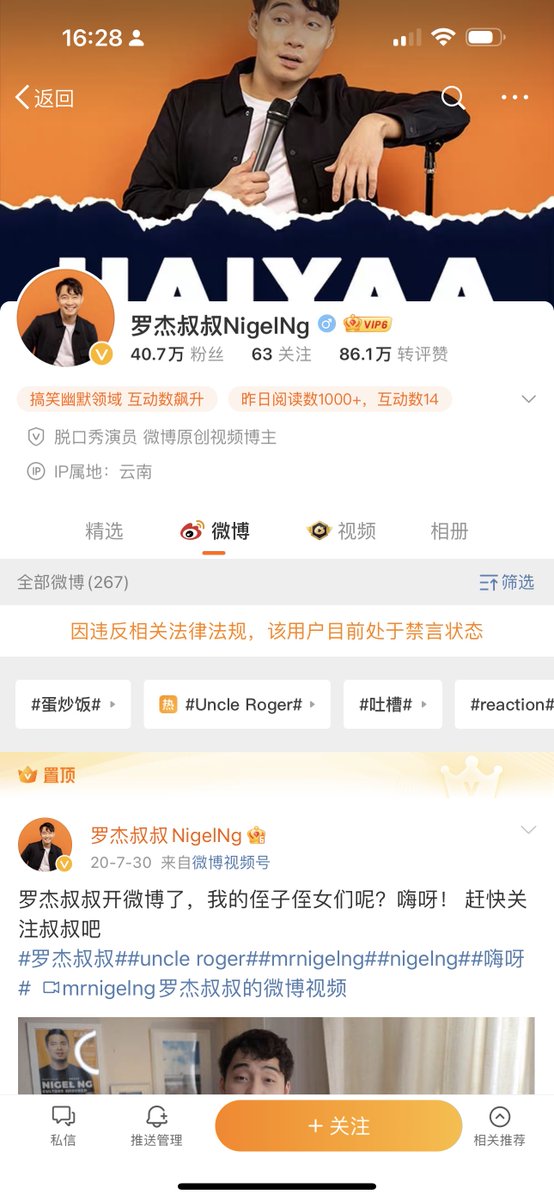 16:28
返回
HAIYAA
罗杰叔叔NigelNg VIP6
40.7万 粉丝 63 关注 86.1万 转评赞
搞笑幽默领域 互动数飙升 昨日阅读数1000+，互动数14
脱口秀演员 微博原创视频博主
IP IP属地：云南
精选 微博 视频 相册
全部微博(267) 筛选
因违反相关法律法规，该用户目前处于禁言状态
#蛋炒饭# 热 #Uncle Roger# #吐槽# #reaction#
置顶
罗杰叔叔NigelNg
20-7-30 来自微博视频号
罗杰叔叔开微博了，我的侄子侄女们呢？嗨呀！ 赶快关
注叔叔吧
#罗杰叔叔##uncle roger##mrnigelng##nigelng##嗨呀
# mrnigelng罗杰叔叔的微博视频
NIGEL NG
私信 推送管理 +关注 相关推荐